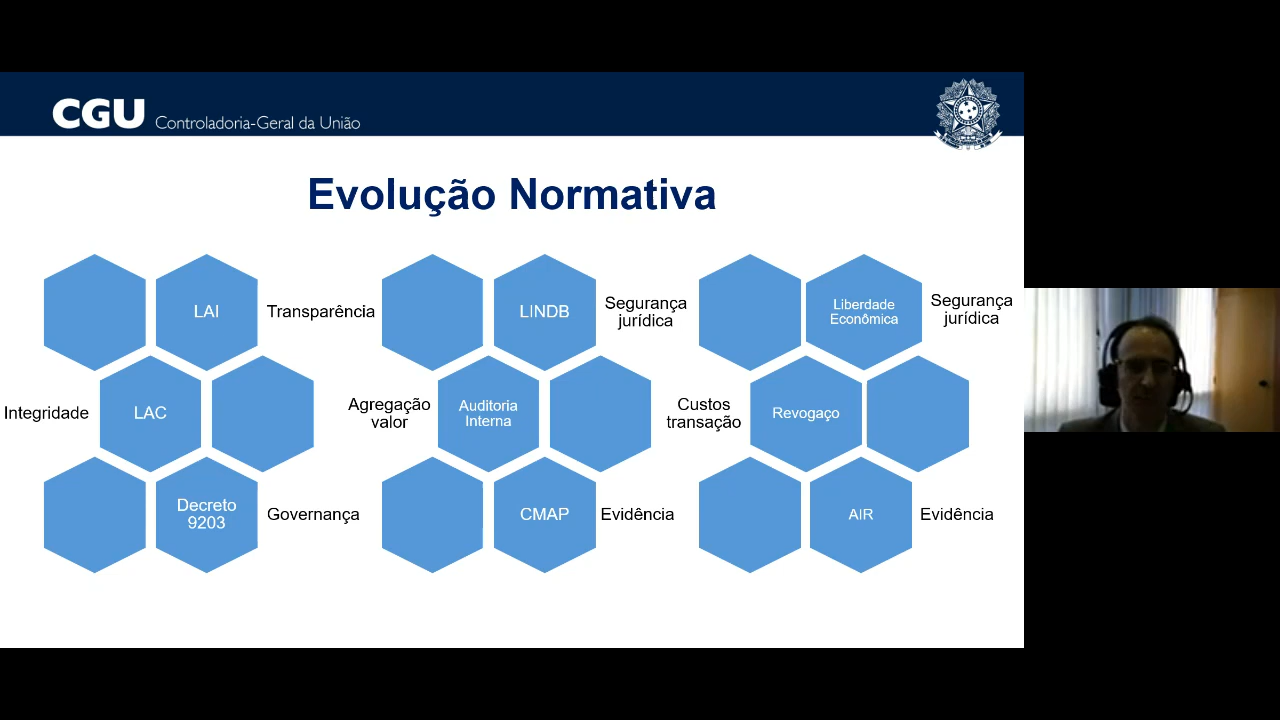 CGU Controladoria-Geral da União
Evolução Normativa
LAI
Transparência
Integridade
LAC
Decreto
9203
Governança
LINDB
Segurança
jurídica
Agregação
valor
Auditoria
Interna
CMAP
Evidência
Liberdade
Econômica
Segurança
jurídica
Custos
transação
Revogaço
AIR
Evidência